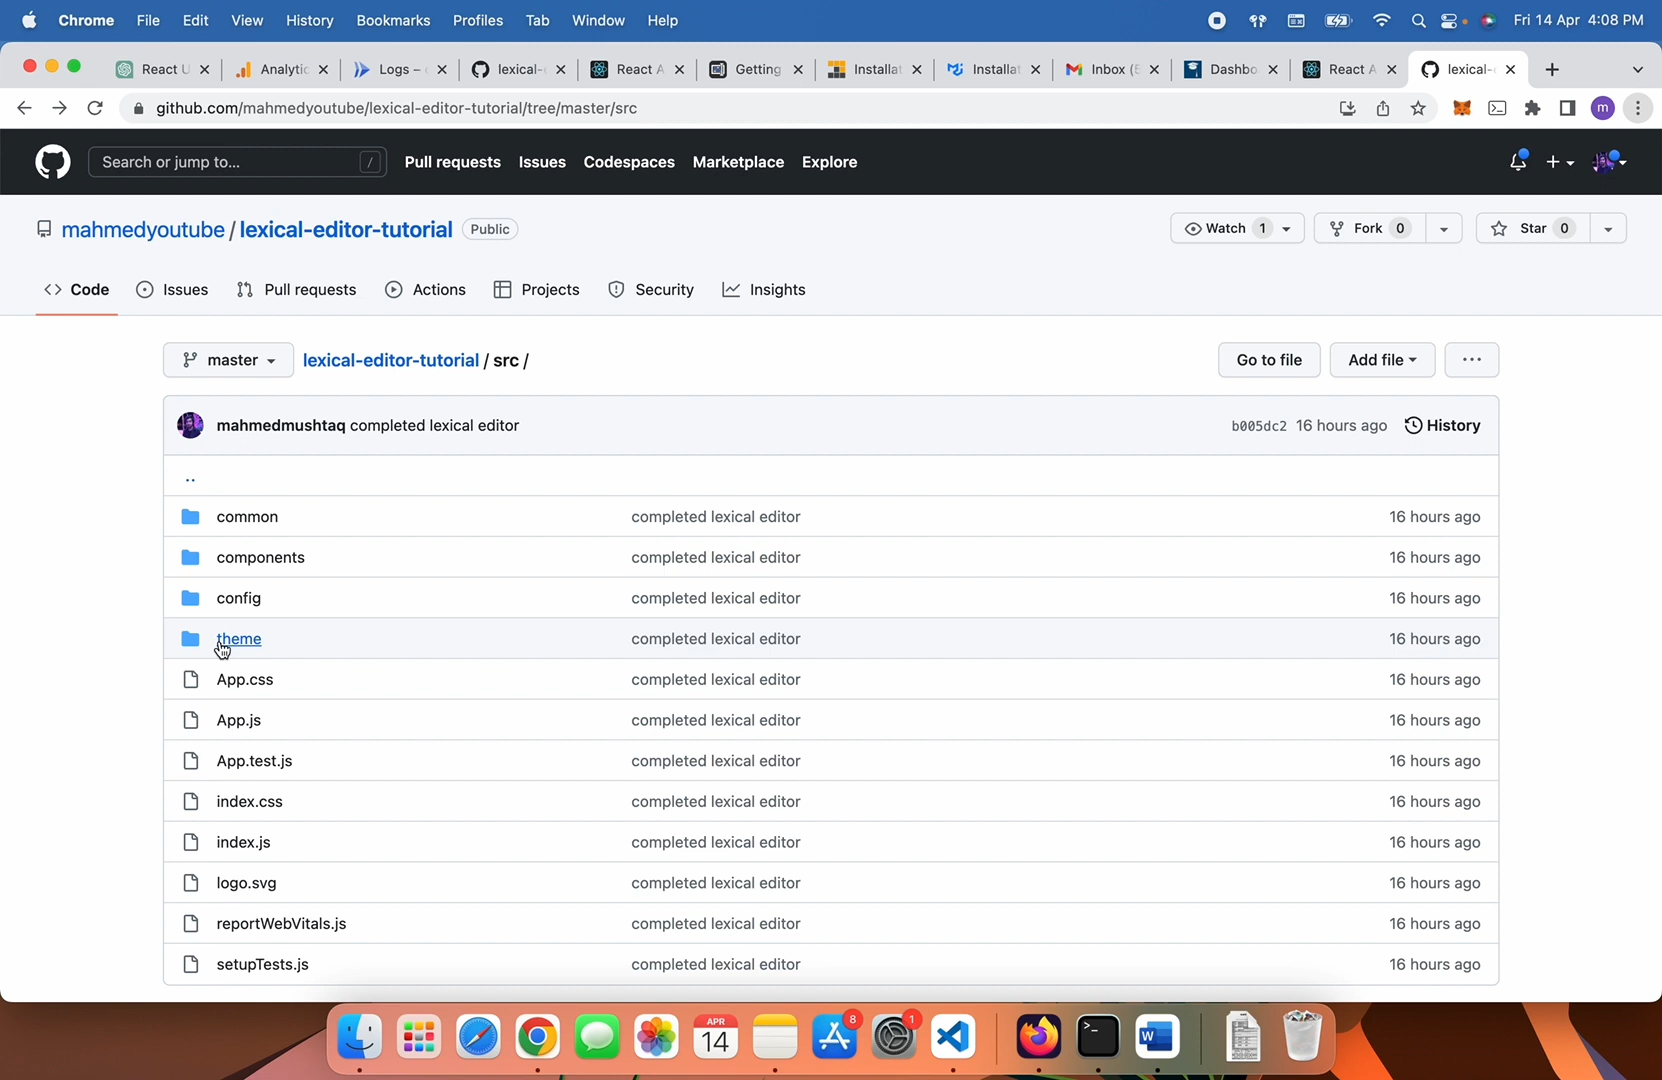 Chrome File Edit View History Bookmarks Profiles Tab Window Help Fri 14 Apr 4:08 PM
React U Analytic Logs – lexical- React A Getting Installat Installat Inbox (5 Dashbo React A lexical-
github.com/mahmedyoutube/lexical-editor-tutorial/tree/master/src m
Search or jump to... / Pull requests Issues Codespaces Marketplace Explore
mahmedyoutube / lexical-editor-tutorial Public Watch 1 Fork 0 Star 0
Code Issues Pull requests Actions Projects Security Insights
master lexical-editor-tutorial / src / Go to file Add file ...
mahmedmushtaq completed lexical editor b005dc2 16 hours ago History
..
common completed lexical editor 16 hours ago
components completed lexical editor 16 hours ago
config completed lexical editor 16 hours ago
theme completed lexical editor 16 hours ago
App.css completed lexical editor 16 hours ago
App.js completed lexical editor 16 hours ago
App.test.js completed lexical editor 16 hours ago
index.css completed lexical editor 16 hours ago
index.js completed lexical editor 16 hours ago
logo.svg completed lexical editor 16 hours ago
reportWebVitals.js completed lexical editor 16 hours ago
setupTests.js completed lexical editor 16 hours ago
APR 8 1
14 >_ W